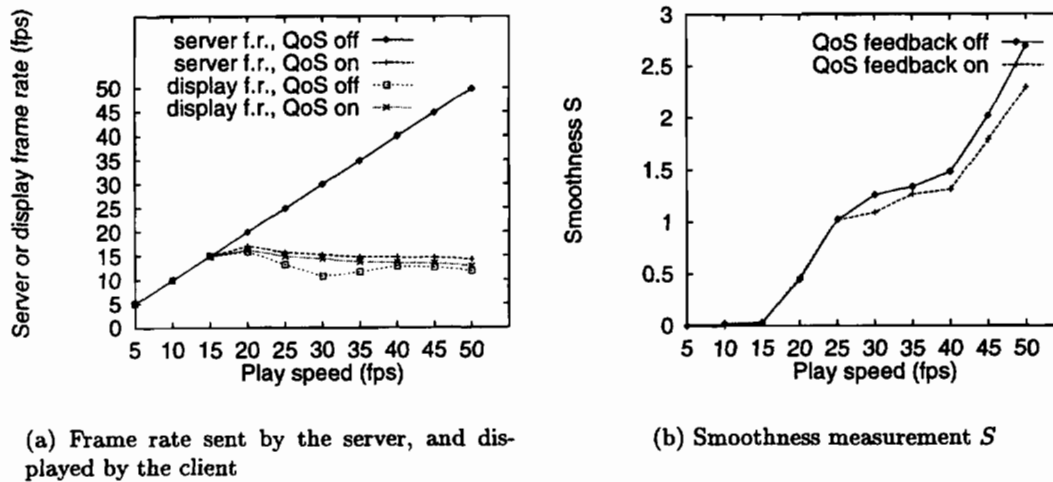 Server or display frame rate (fps)
server f.r., QoS off
server f.r., QoS on
display f.r., QoS off
display f.r., QoS on
50
45
40
35
30
25
20
15
10
5
0
5 10 15 20 25 30 35 40 45 50
Play speed (fps)
(a) Frame rate sent by the server, and dis-
played by the client
Smoothness S
QoS feedback off
QoS feedback on
3
2.5
2
1.5
1
0.5
0
5 10 15 20 25 30 35 40 45 50
Play speed (fps)
(b) Smoothness measurement S